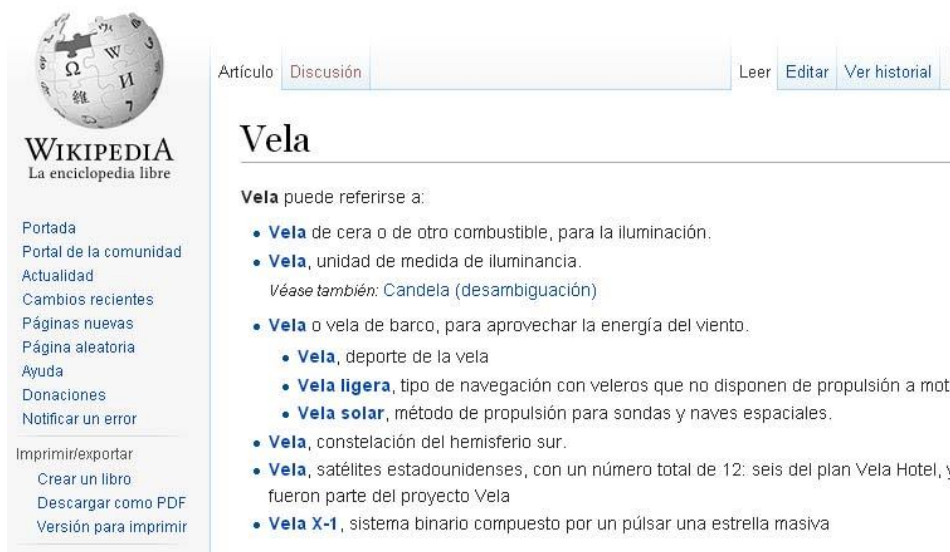 WIKIPEDIA
La enciclopedia libre
Portada
Portal de la comunidad
Actualidad
Cambios recientes
Páginas nuevas
Página aleatoria
Ayuda
Donaciones
Notificar un error
Imprimir/exportar
Crear un libro
Descargar como PDF
Versión para imprimir
Artículo Discusión Leer Editar Ver historial
Vela
Vela puede referirse a:
• Vela de cera o de otro combustible, para la iluminación.
• Vela, unidad de medida de iluminancia.
Véase también: Candela (desambiguación)
• Vela o vela de barco, para aprovechar la energía del viento.
• Vela, deporte de la vela
• Vela ligera, tipo de navegación con veleros que no disponen de propulsión a mot
• Vela solar, método de propulsión para sondas y naves espaciales.
• Vela, constelación del hemisferio sur.
• Vela, satélites estadounidenses, con un número total de 12: seis del plan Vela Hotel, y
fueron parte del proyecto Vela
• Vela X-1, sistema binario compuesto por un púlsar una estrella masiva